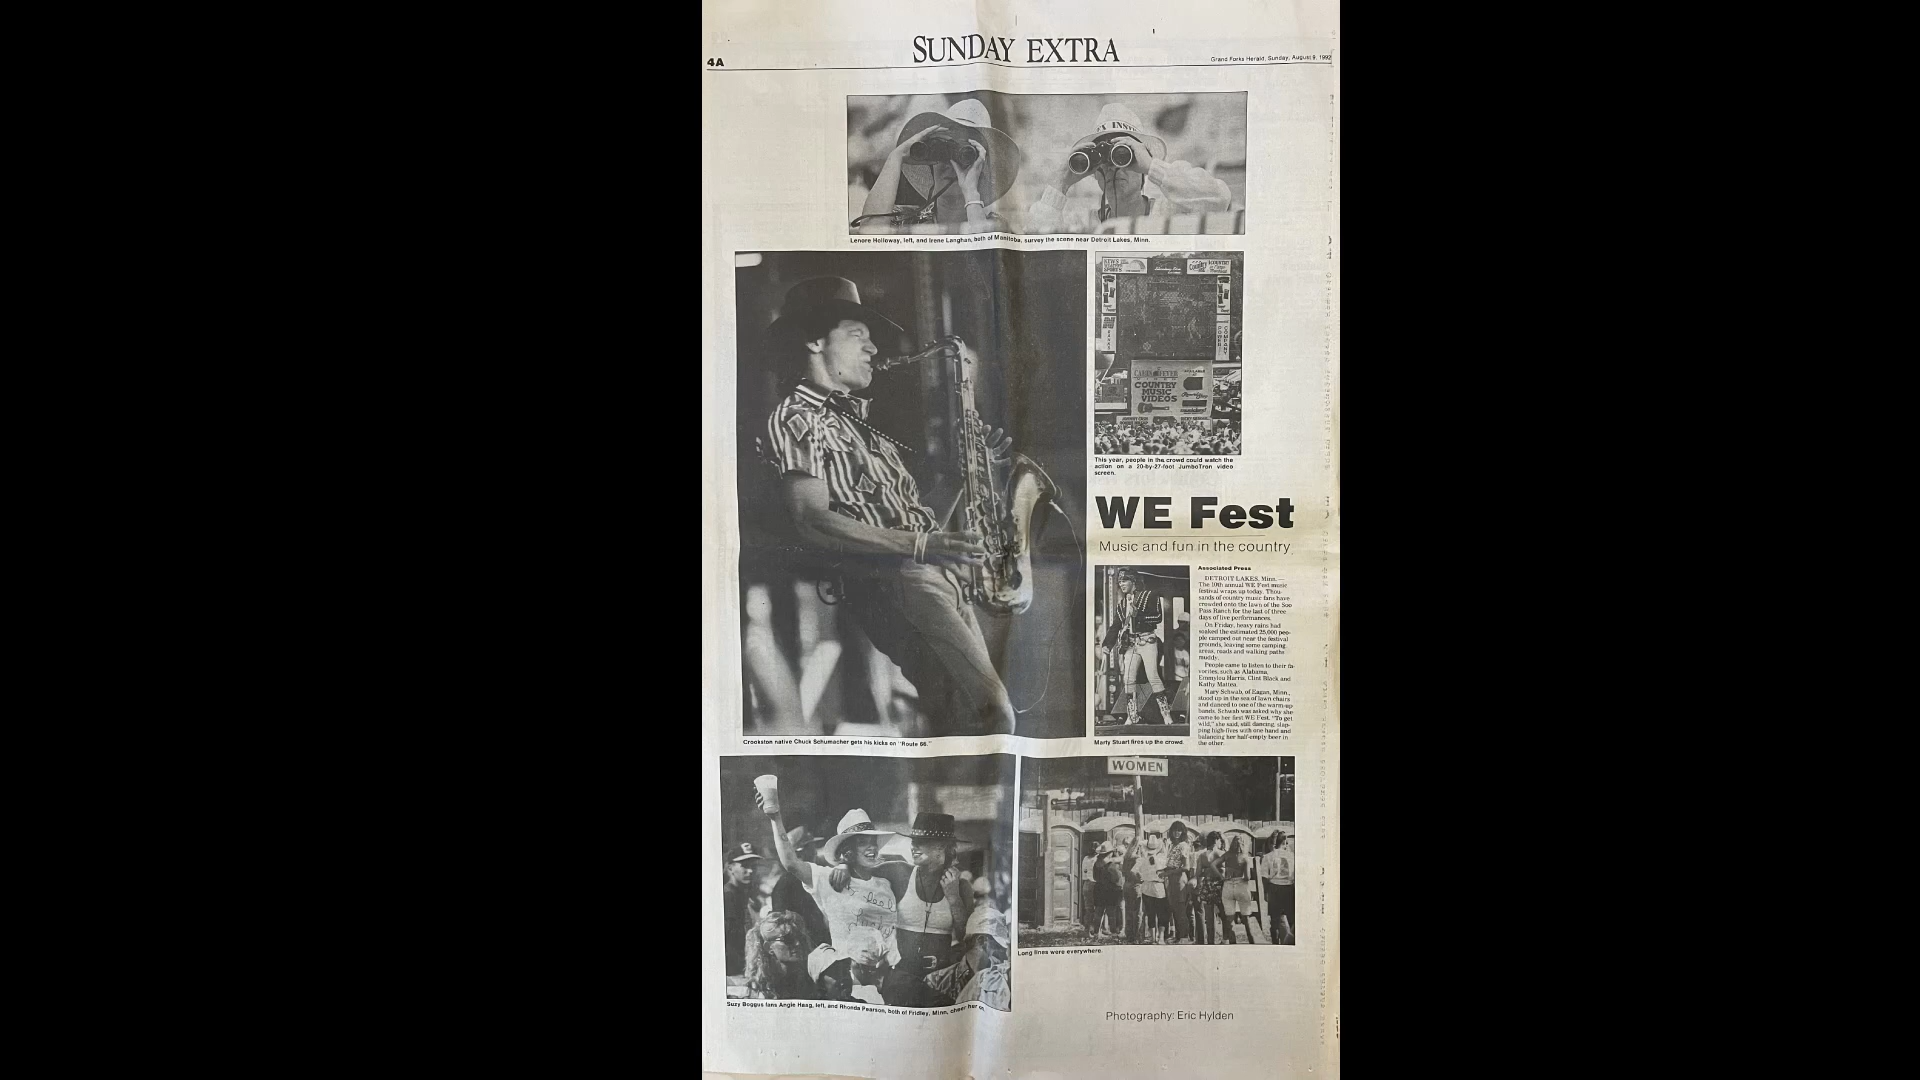 4A
SUNDAY EXTRA
Grand Forks Herald, Sunday, August 9, 1992
A INS
Lenore Holloway, left, and Irene Langhan, both of Manitoba, survey the scene near Detroit Lakes, Minn.
POWER
COMPANY
CABIN FEVER
COUNTRY
MUSIC
VIDEOS
This year, people in the crowd could watch the
action on a 20-by-27-foot JumboTron video
screen.
WE Fest
Music and fun in the country
Associated Press
DETROIT LAKES, Minn. —
The 10th annual WE Fest music
festival wraps up today. Thou-
sands of country music fans have
crowded onto the lawn of the Soo
Pass Ranch for the last of three
days of live performances.
On Friday, heavy rains had
soaked the estimated 25,000 peo-
ple camped out near the festival
grounds, leaving some camping
areas, roads and walking paths
muddy.
People came to listen to their fa-
vorites, such as Alabama,
Emmylou Harris, Clint Black and
Kathy Mattea.
Mary Schwab, of Eagan, Minn.,
stood up in the sea of lawn chairs
and danced to one of the warm-up
bands. Schwab was asked why she
came to her first WE Fest. "To get
wild," she said, still dancing, slap-
ping high-fives with one hand and
balancing her half-empty beer in
the other.
Crookston native Chuck Schumacher gets his kicks on "Route 66."
Marty Stuart fires up the crowd.
WOMEN
Long lines were everywhere.
Suzy Bogguss fans Angie Haag, left, and Rhonda Pearson, both of Fridley, Minn., cheer her on.
Photography: Eric Hylden